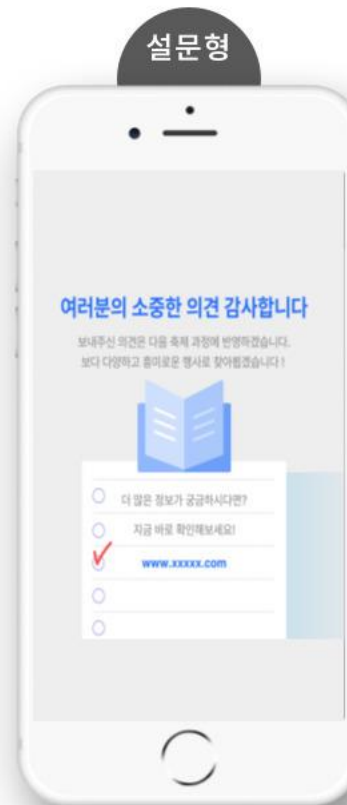 설문형
여러분의 소중한 의견 감사합니다
보내주신 의견은 다음 축제 과정에 반영하겠습니다.
보다 다양하고 흥미로운 행사로 찾아뵙겠습니다 !
더 많은 정보가 궁금하시다면?
지금 바로 확인해보세요!
www.xxxxx.com